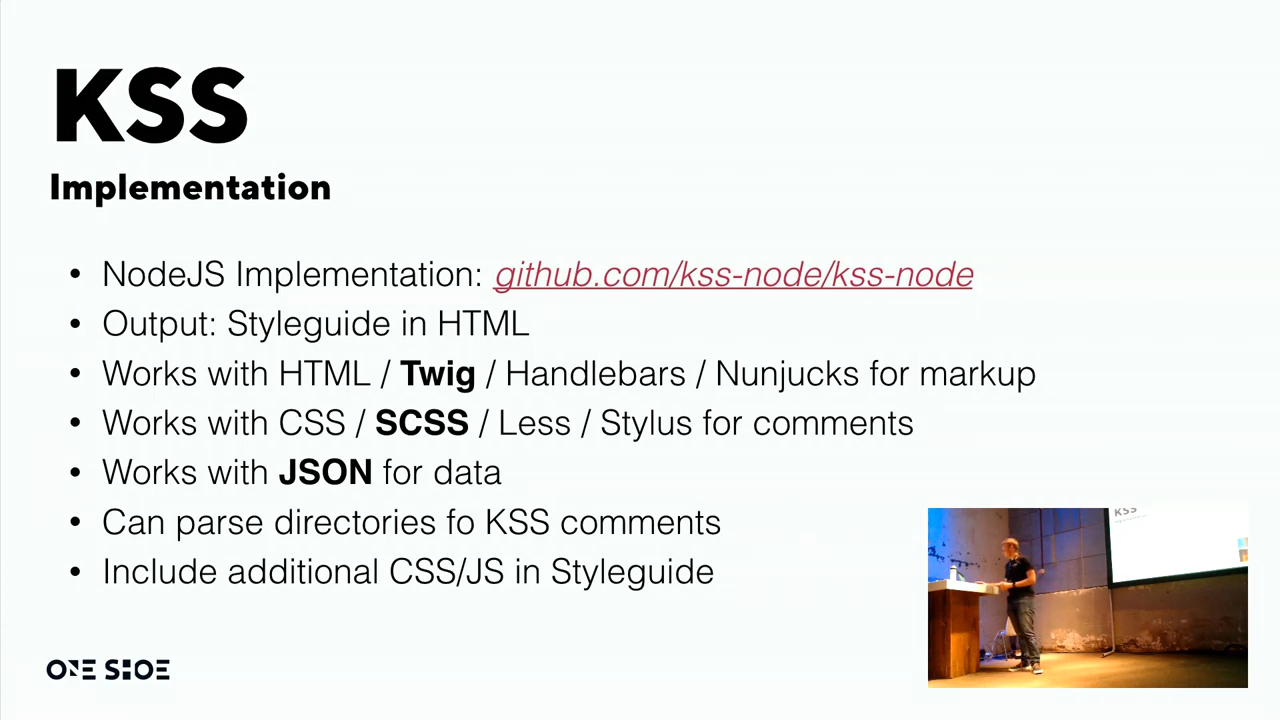 KSS
Implementation
• NodeJS Implementation: github.com/kss-node/kss-node
• Output: Styleguide in HTML
• Works with HTML / Twig / Handlebars / Nunjucks for markup
• Works with CSS / SCSS / Less / Stylus for comments
• Works with JSON for data
• Can parse directories fo KSS comments
• Include additional CSS/JS in Styleguide
KSS
ONE SHOE